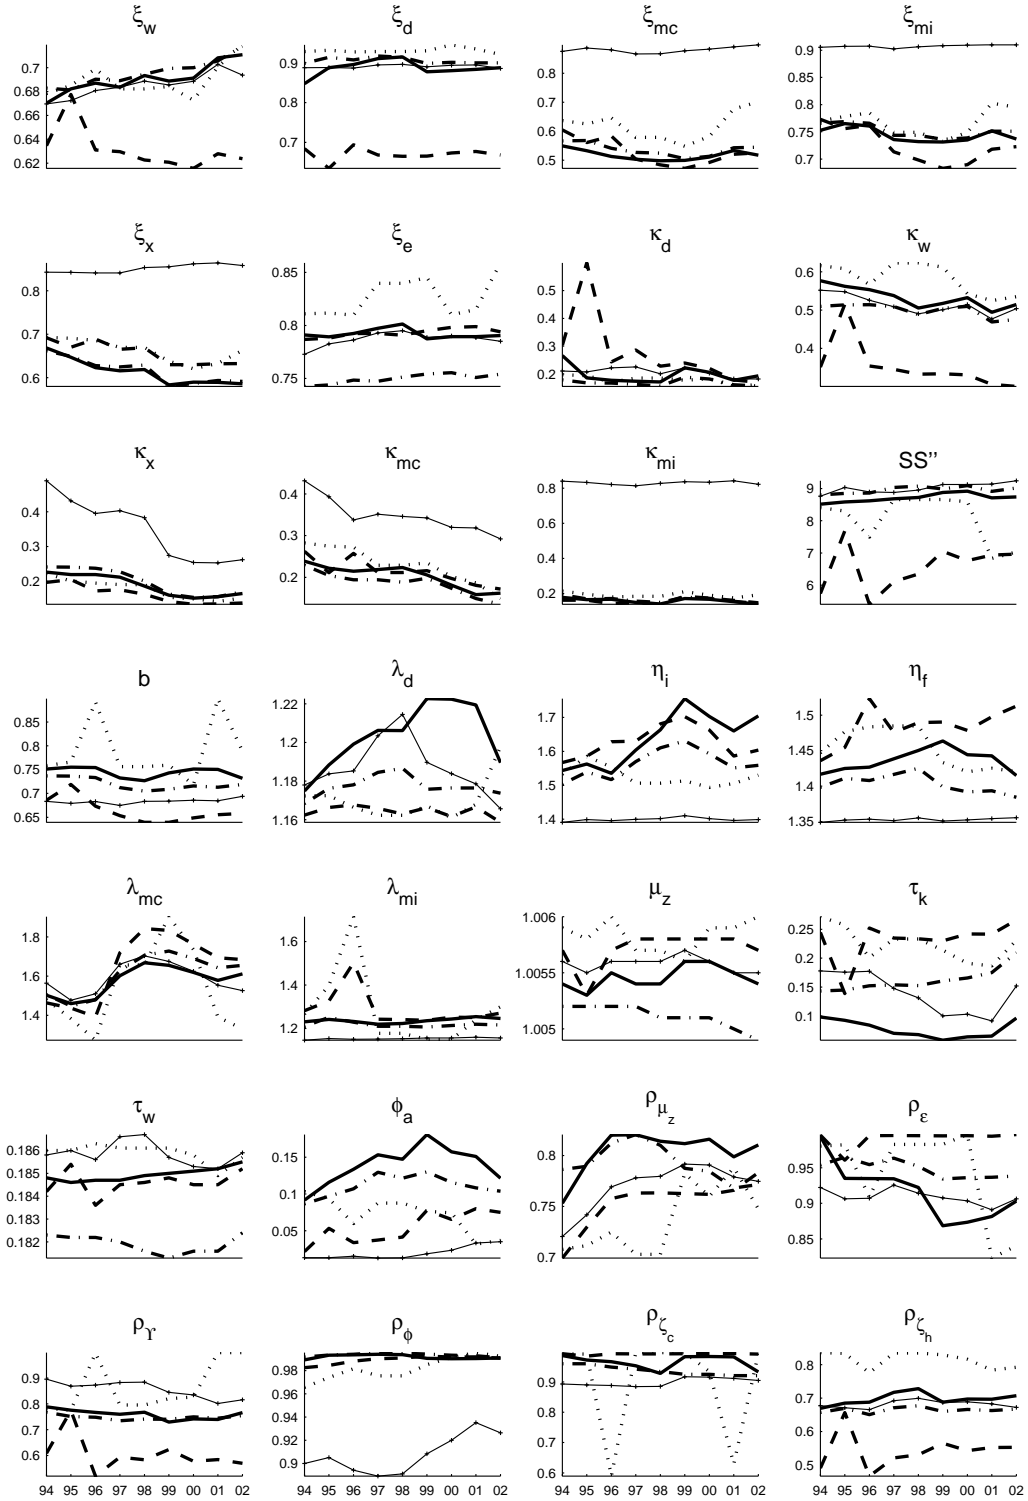 ξw ξd ξmc ξmi
0.7 0.9 0.8 0.9
0.68 0.8 0.7 0.85
0.66 0.8
0.64 0.7 0.6 0.75
0.62 0.5 0.7
ξx ξe κd κw
0.85 0.6
0.8 0.5
0.8 0.4 0.5
0.7 0.3 0.4
0.6 0.75 0.2
κx κmc κmi SS''
0.4 0.4 0.8 9
0.6 8
0.3 0.3 0.4 7
0.2 0.2 0.2 6
b λd ηi ηf
0.85 1.22 1.7 1.5
0.8 1.2 1.6 1.45
0.75 1.18 1.5 1.4
0.7
0.65 1.16 1.4 1.35
λmc λmi μz τk
1.8 1.6 1.006 0.25
0.2
1.6 1.4 1.0055 0.15
1.4 1.2 1.005 0.1
τw ϕa ρμz ρε
0.186 0.15 0.8 0.95
0.185 0.1 0.9
0.184 0.75
0.183 0.05 0.85
0.182 0.7
ρϒ ρϕ ρζc ρζh
0.9 0.98 0.9 0.8
0.8 0.96 0.8 0.7
0.7 0.94 0.7 0.6
0.6 0.92 0.5
0.9 0.6
94 95 96 97 98 99 00 01 02 94 95 96 97 98 99 00 01 02 94 95 96 97 98 99 00 01 02 94 95 96 97 98 99 00 01 02